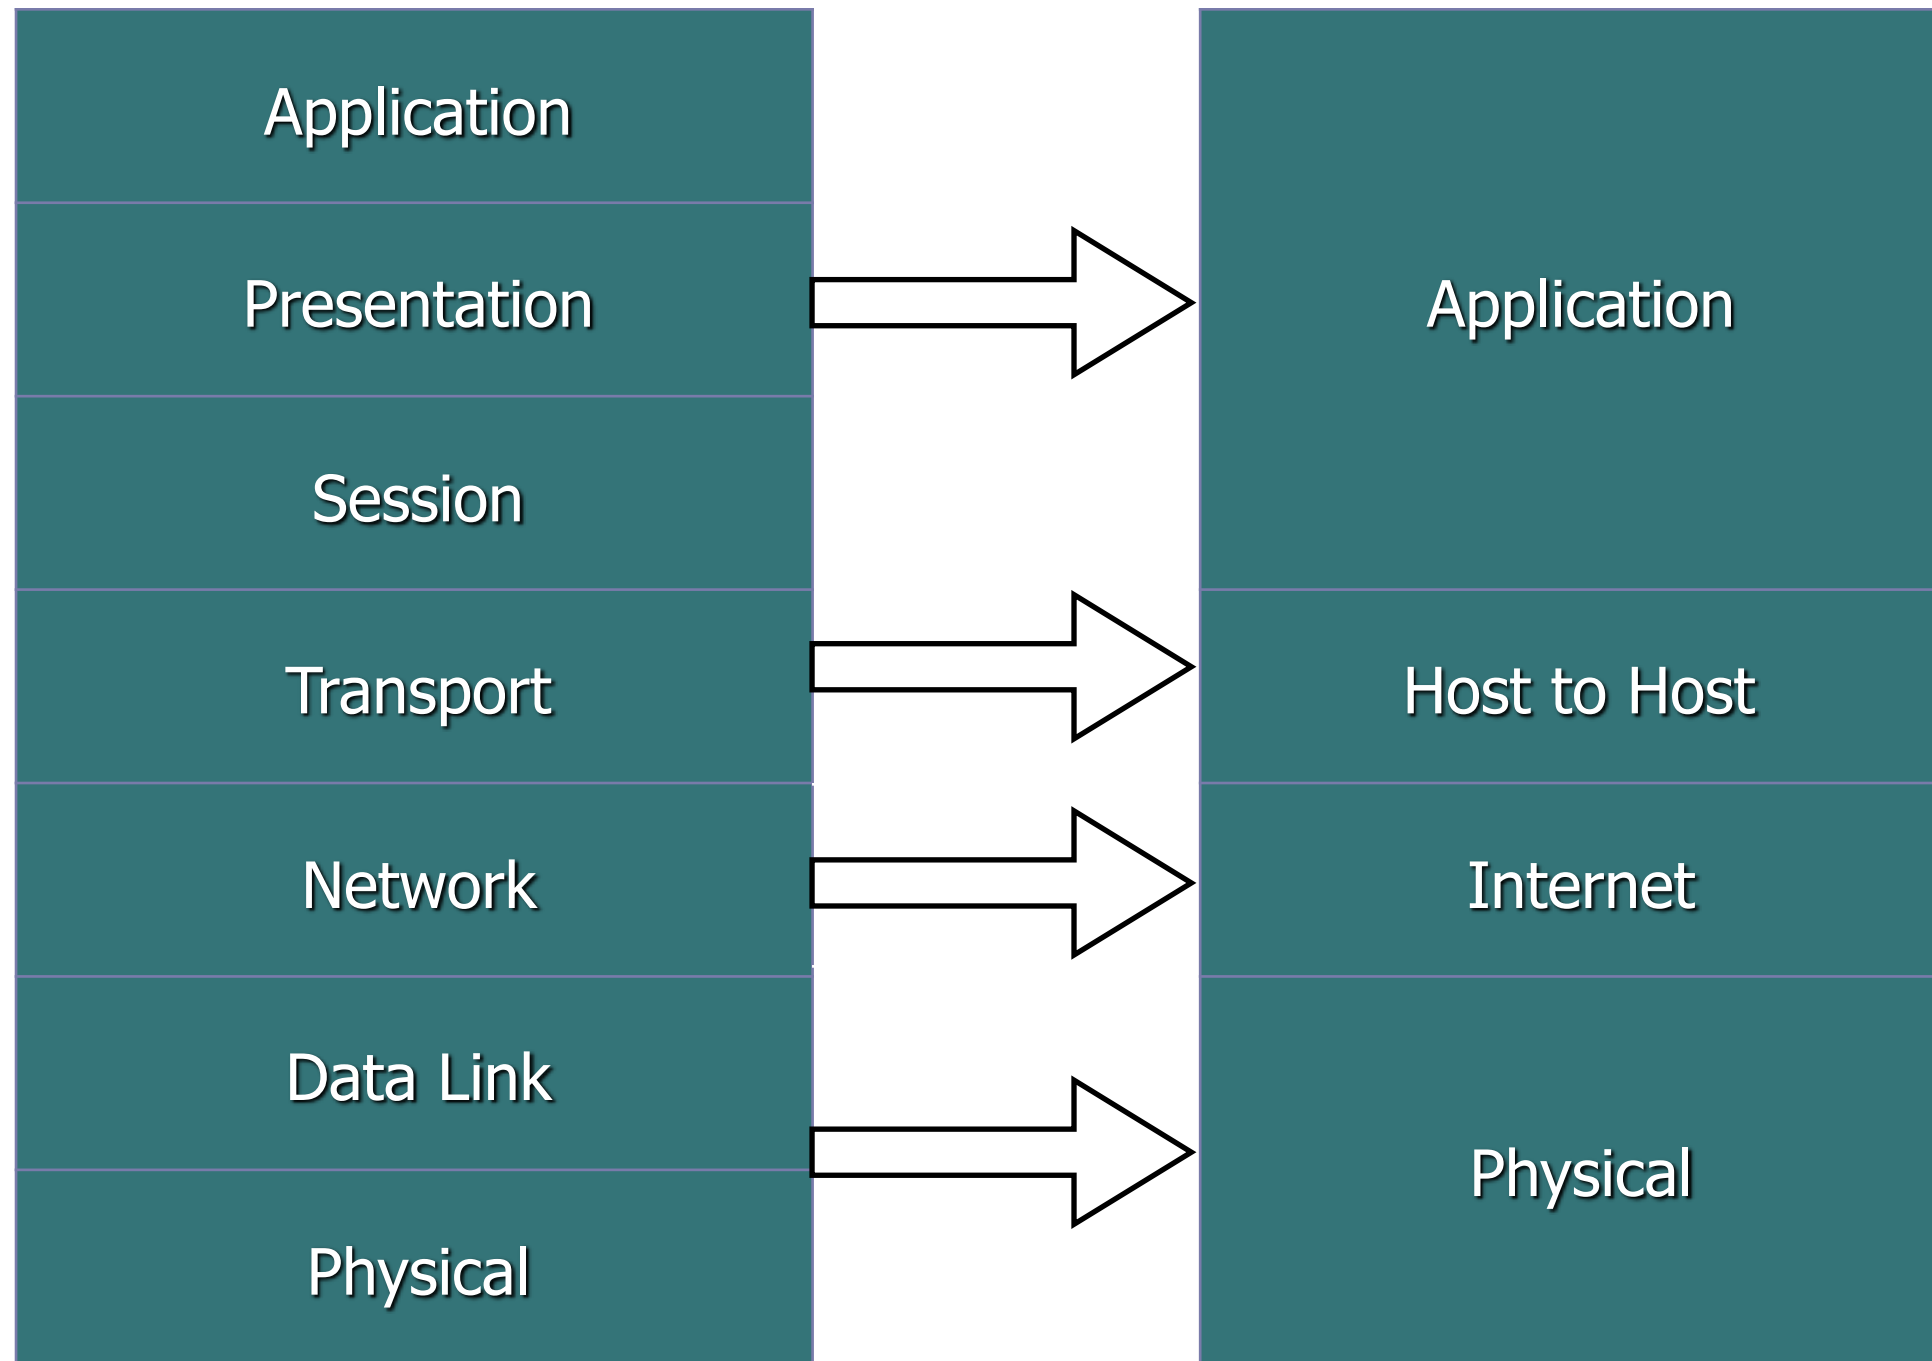 Application
Presentation
Session
Transport
Network
Data Link
Physical
Application
Host to Host
Internet
Physical